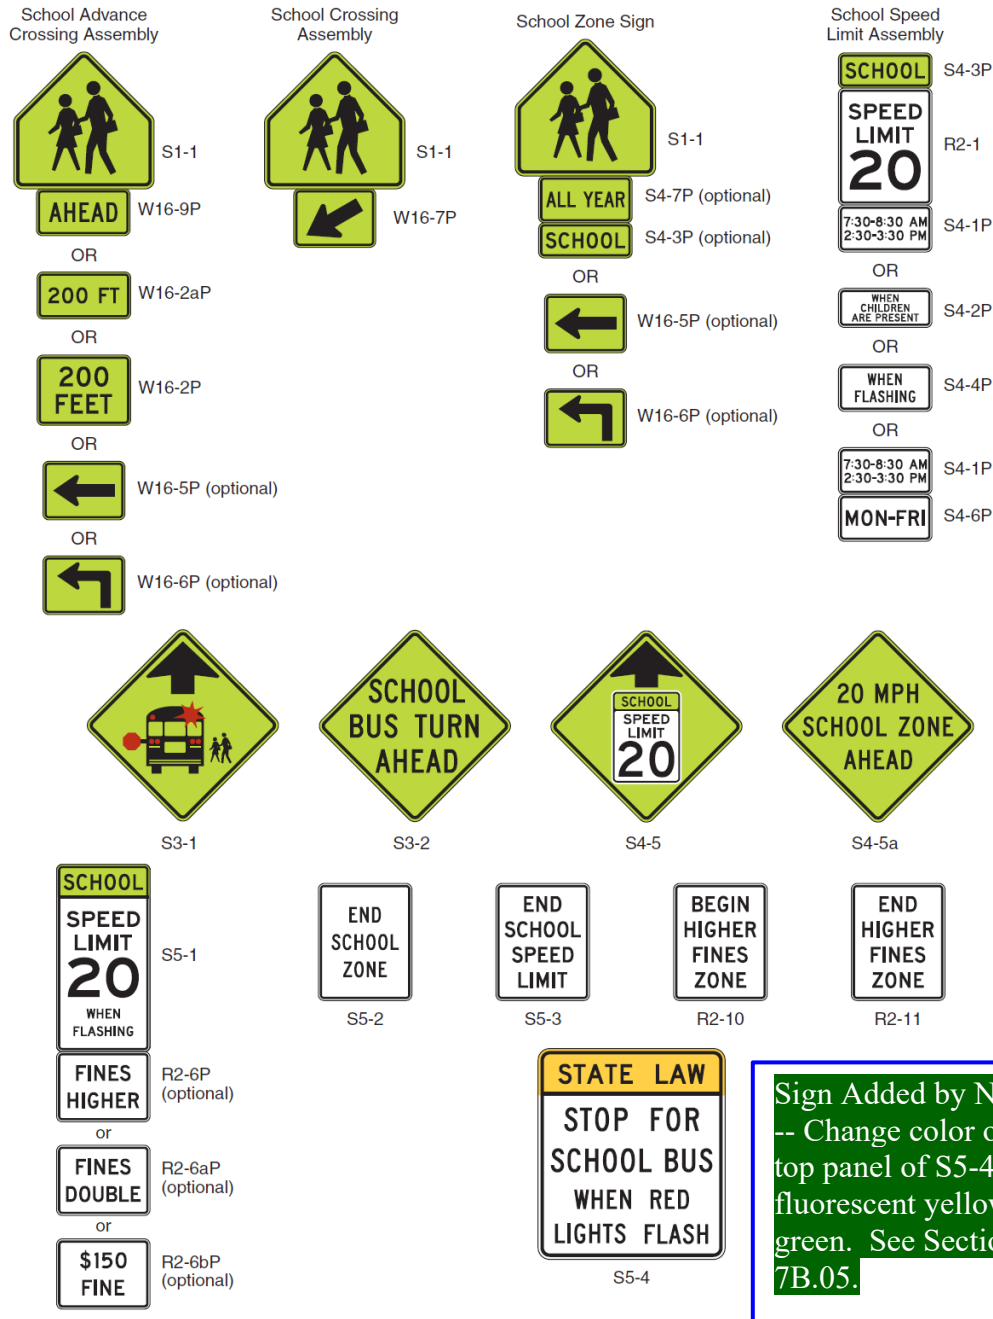 School Advance
Crossing Assembly
S1-1
AHEAD
W16-9P
OR
200 FT
W16-2aP
OR
200
FEET
W16-2P
OR
W16-5P (optional)
OR
W16-6P (optional)
School Crossing
Assembly
S1-1
W16-7P
School Zone Sign
S1-1
ALL YEAR
S4-7P (optional)
SCHOOL
S4-3P (optional)
OR
W16-5P (optional)
OR
W16-6P (optional)
School Speed
Limit Assembly
SCHOOL
S4-3P
SPEED
LIMIT
20
R2-1
7:30-8:30 AM
2:30-3:30 PM
S4-1P
OR
WHEN
CHILDREN
ARE PRESENT
S4-2P
OR
WHEN
FLASHING
S4-4P
OR
7:30-8:30 AM
2:30-3:30 PM
S4-1P
MON-FRI
S4-6P
S3-1
SCHOOL
BUS TURN
AHEAD
S3-2
SCHOOL
SPEED
LIMIT
20
S4-5
20 MPH
SCHOOL ZONE
AHEAD
S4-5a
SCHOOL
SPEED
LIMIT
20
WHEN
FLASHING
S5-1
FINES
HIGHER
R2-6P
(optional)
or
FINES
DOUBLE
R2-6aP
(optional)
or
$150
FINE
R2-6bP
(optional)
END
SCHOOL
ZONE
S5-2
END
SCHOOL
SPEED
LIMIT
S5-3
BEGIN
HIGHER
FINES
ZONE
R2-10
END
HIGHER
FINES
ZONE
R2-11
STATE LAW
STOP FOR
SCHOOL BUS
WHEN RED
LIGHTS FLASH
S5-4
Sign Added by
-- Change color
top panel of S5-4
fluorescent
green. See
7B.05.